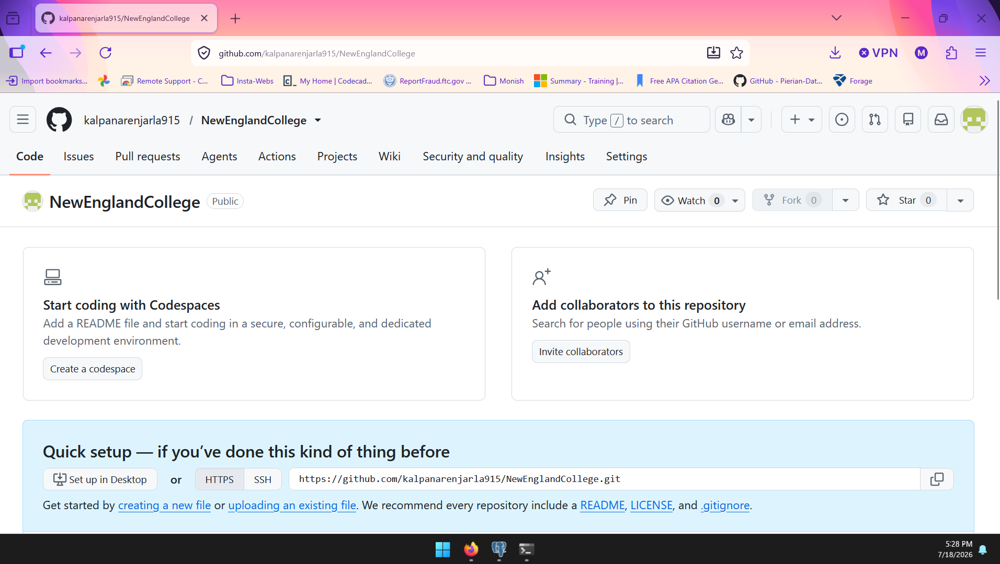 kalpanarenjarla915/NewEnglandCollege
github.com/kalpanarenjarla915/NewEnglandCollege
VPN
M
Import bookmarks...
Remote Support - C...
Insta-Webs
My Home | Codecad...
ReportFraud.ftc.gov ...
Monish
Summary - Training |...
Free APA Citation Ge...
GitHub - Pierian-Dat...
Forage
kalpanarenjarla915 / NewEnglandCollege
Type / to search
Code Issues Pull requests Agents Actions Projects Wiki Security and quality Insights Settings
NewEnglandCollege Public
Pin
Watch 0
Fork 0
Star 0
Start coding with Codespaces
Add a README file and start coding in a secure, configurable, and dedicated
development environment.
Create a codespace
Add collaborators to this repository
Search for people using their GitHub username or email address.
Invite collaborators
Quick setup — if you’ve done this kind of thing before
Set up in Desktop or HTTPS SSH https://github.com/kalpanarenjarla915/NewEnglandCollege.git
Get started by creating a new file or uploading an existing file. We recommend every repository include a README, LICENSE, and .gitignore.
5:28 PM
7/18/2026